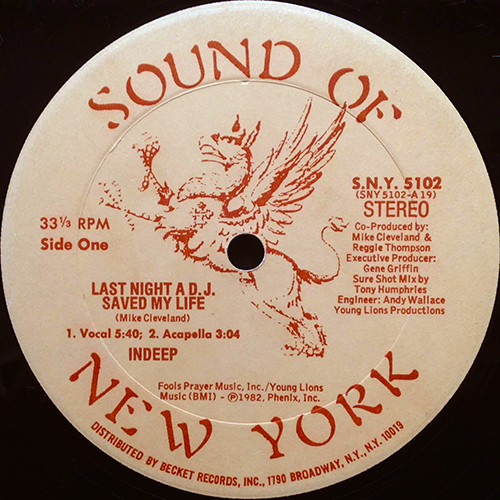 SOUND OF
S.N.Y. 5102
(SNY 5102-A 19)
STEREO
33⅓ RPM
Side One
Co-Produced by:
Mike Cleveland &
Reggie Thompson
Executive Producer:
Gene Griffin
Sure Shot Mix by
Tony Humphries
Engineer: Andy Wallace
Young Lions Productions
LAST NIGHT A D.J.
SAVED MY LIFE
(Mike Cleveland)
1. Vocal 5:40; 2. Acapella 3:04
INDEEP
Fools Prayer Music, Inc./Young Lions
Music (BMI) - ℗1982, Phenix, Inc.
NEW YORK
DISTRIBUTED BY BECKET RECORDS, INC., 1790 BROADWAY, N.Y., N.Y. 10019